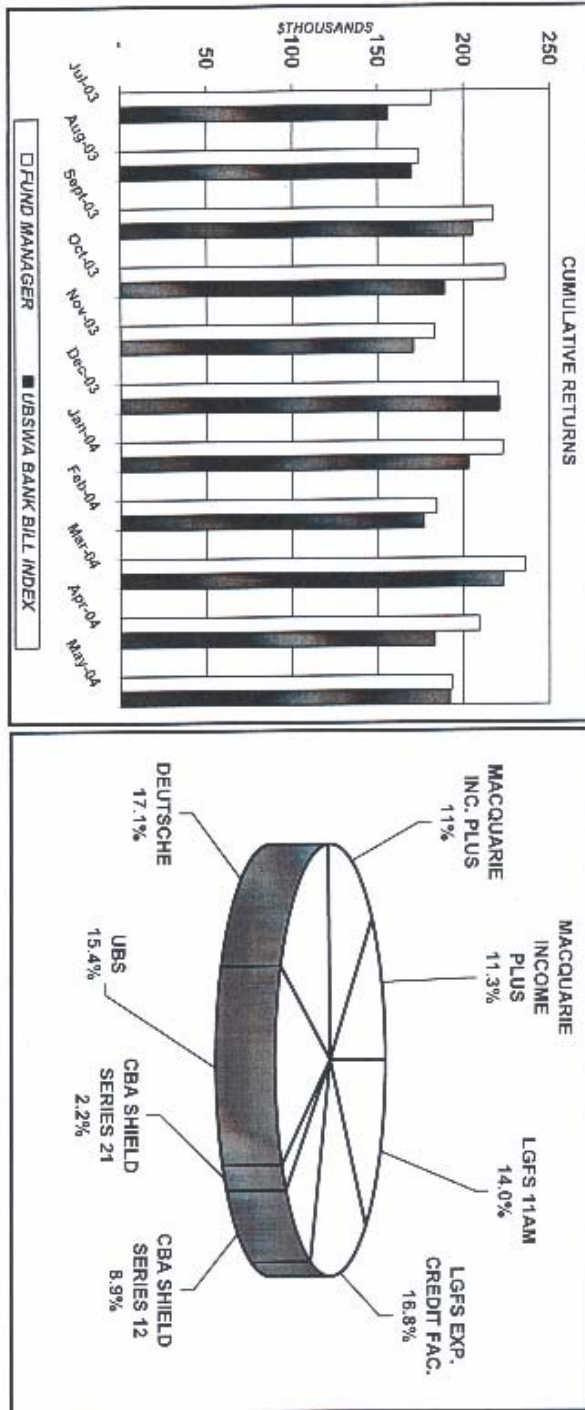 CUMULATIVE RETURNS
$THOUSANDS
250
200
150
$100
50
-
Jul-03
Aug-03
Sept-03
Oct-03
Nov-03
Dec-03
Jan-04
Feb-04
Mar-04
Apr-04
May-04
FUND MANAGER
UBSWA BANK BILL INDEX
MACQUARIE
INC. PLUS
11%
MACQUARIE
INCOME
PLUS
11.3%
LGFS 11AM
14.0%
LGFS EXP.
CREDIT FAC.
16.8%
CBA SHIELD
SERIES 12
8.9%
CBA SHIELD
SERIES 21
2.2%
UBS
15.4%
DEUTSCHE
17.1%